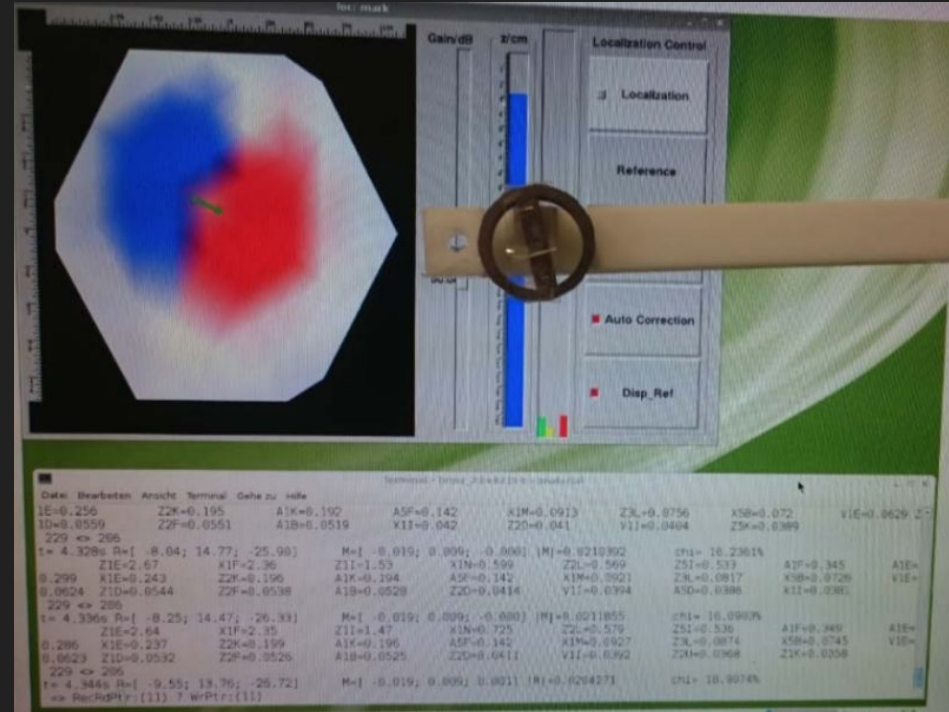 loc: mark
Gain/dB
z/cm
Localization Control
Localization
Reference
Auto Correction
Disp_Ref
Datei Bearbeiten Ansicht Terminal Gehe zu Hilfe
1E=0.256 Z2K=0.195 A1K=0.192 A5F=0.142 X1M=0.0913 Z3L=0.0756 X5B=0.072 V1E=0.0629
1D=0.0559 Z2F=0.0551 A1B=0.0519 X1I=0.042 Z2D=0.041 V1J=0.0404 Z5K=0.0389
229 <> 286
t= 4.328s R=[ -8.04; 14.77; -25.98] M=[ -0.019; 0.009; -0.000] |M|=0.0210392 chi= 16.2361%
Z1E=2.67 X1F=2.36 Z1I=1.53 X1N=0.599 Z2L=0.569 Z5I=0.533 A1F=0.345 A1E=
0.299 X1E=0.243 Z2K=0.196 A1K=0.194 A5F=0.142 X1M=0.0921 Z3L=0.0817 X5B=0.0726 V1E=
0.0624 Z1D=0.0544 Z2F=0.0538 A1B=0.0528 Z2D=0.0414 V1I=0.0394
229 <> 286
t= 4.336s R=[ -8.25; 14.47; -26.33] M=[ -0.019; 0.009; -0.000] |M|=0.0211855
Z1E=2.64 X1F=2.35 Z1I=1.47 X1N=0.725 Z2L=0.579 Z5I=0.536 A1F=0.349 A1E=
0.286 X1E=0.237 Z2K=0.199 A1K=0.196 A5F=0.142 X1M=0.0927 Z3L=0.0874 X5B=0.0745 V1E=
0.0623 Z1D=0.0532 Z2F=0.0526 A1B=0.0525 Z2D=0.0411 V1I=0.0392 Z2U=0.0368 Z1K=0.0358
229 <> 286
t= 4.344s R=[ -9.55; 13.76; -26.72] M=[ -0.019; 0.009; 0.001] |M|=0.0204271 chi= 18.9074%
=> RecRdPtr:(11) ? WrPtr:(11)